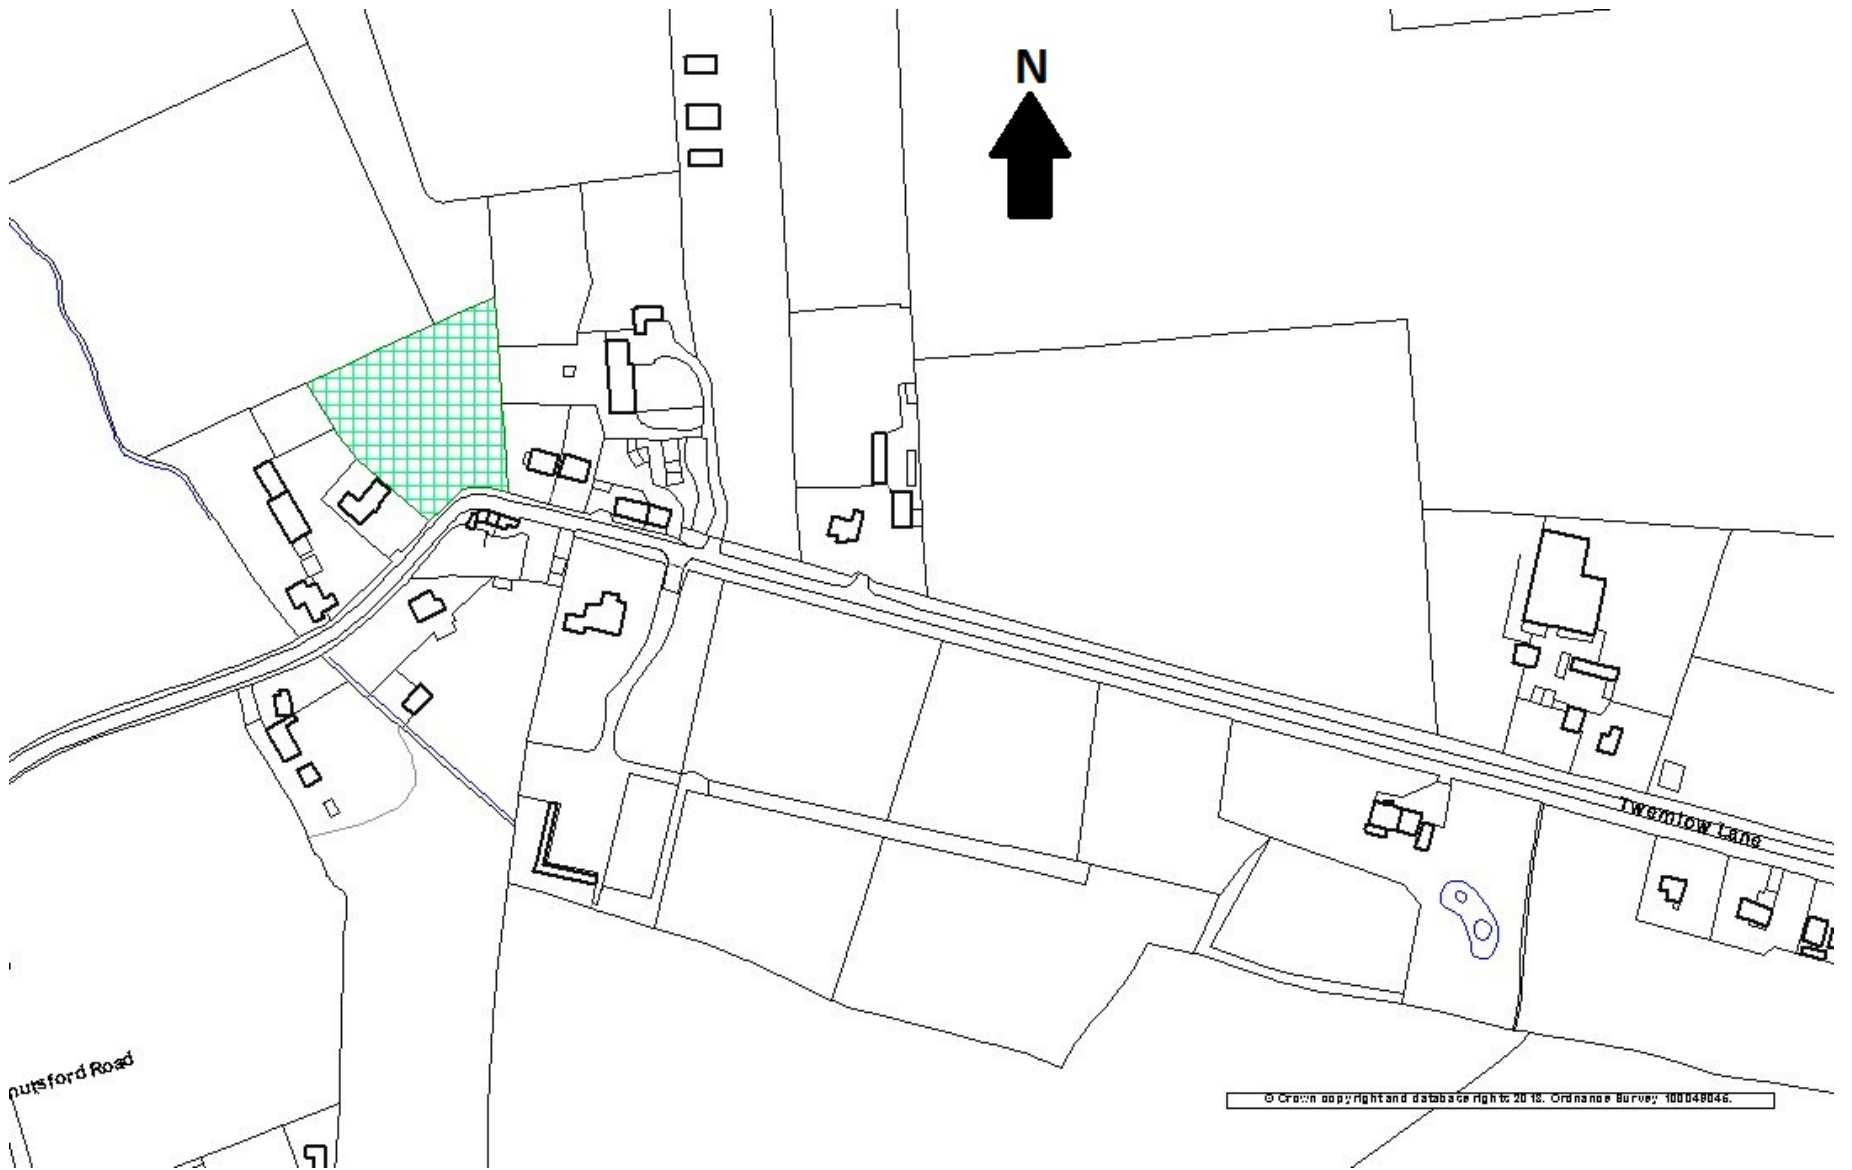 N
Twemlow Lane
nutsford Road
© Crown copyright and database rights 2018. Ordnance Survey 100049046.